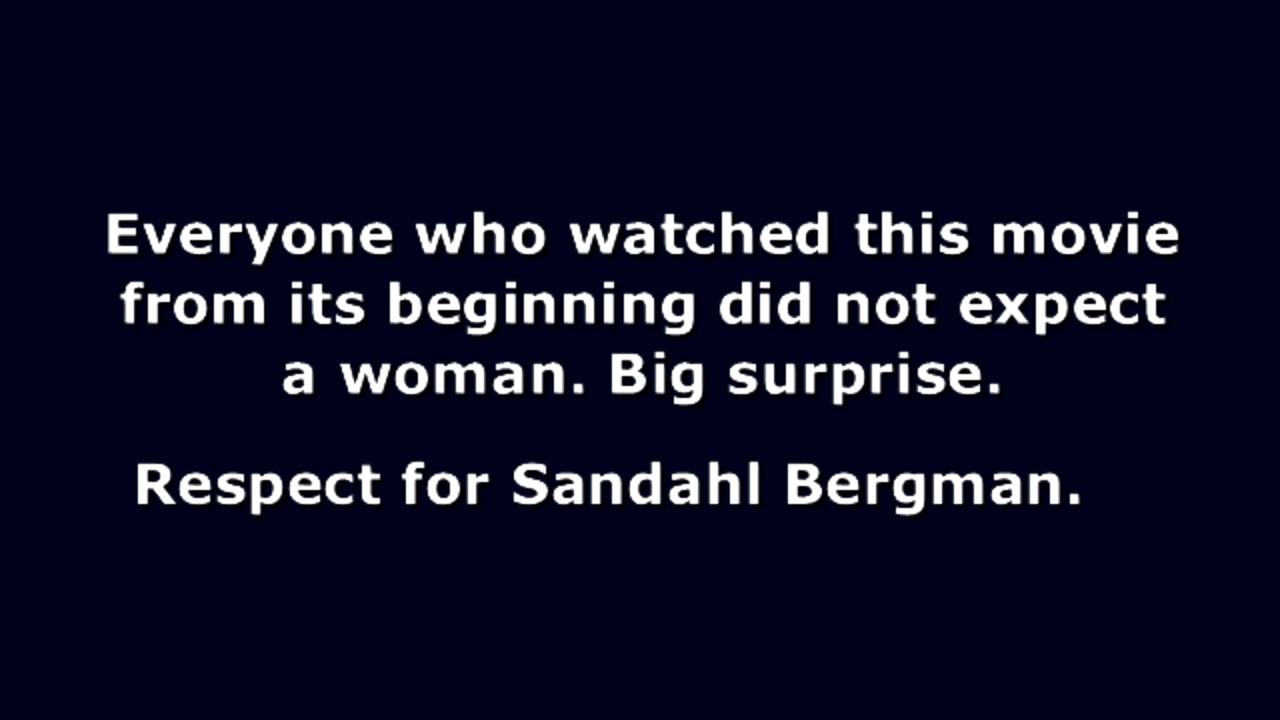 Everyone who watched this movie
from its beginning did not expect
a woman. Big surprise.
Respect for Sandahl Bergman.